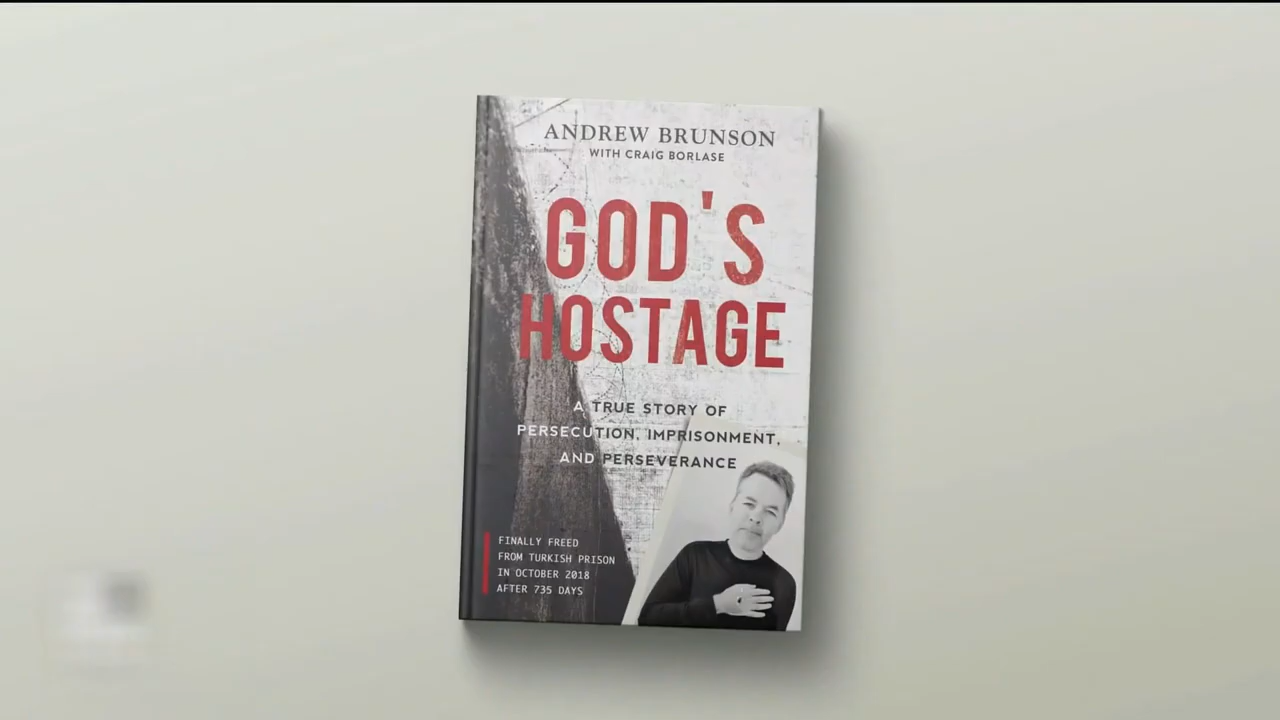 ANDREW BRUNSON
WITH CRAIG BORLASE
GOD'S
HOSTAGE
A TRUE STORY OF
PERSECUTION, IMPRISONMENT,
AND PERSEVERANCE
FINALLY FREED
FROM TURKISH PRISON
IN OCTOBER 2018
AFTER 735 DAYS